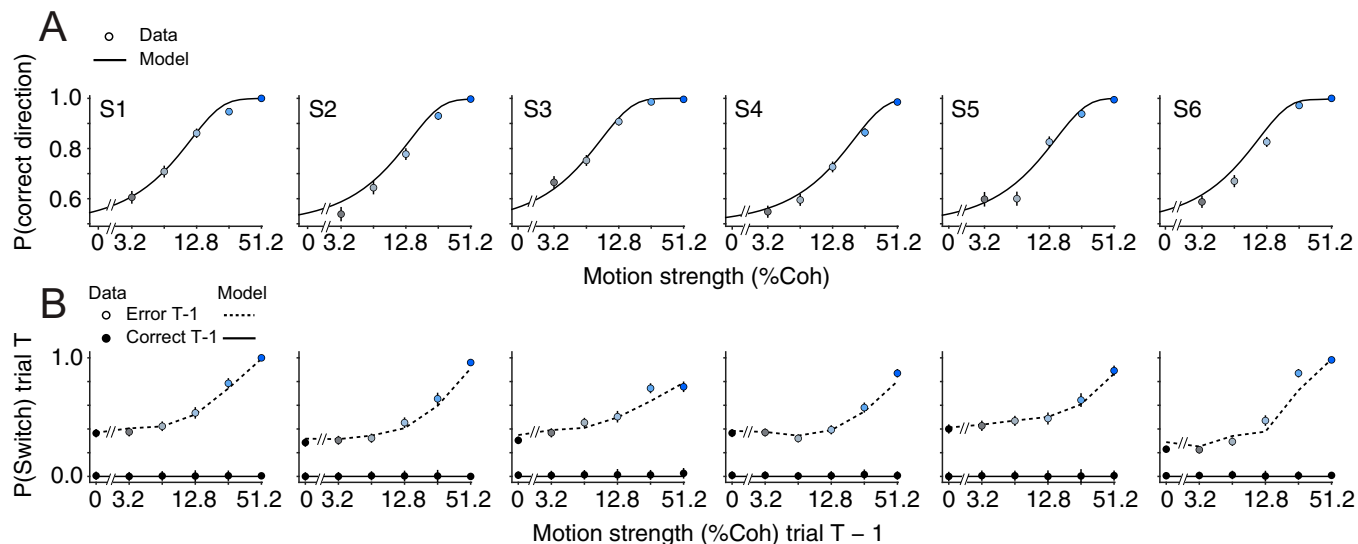 A
Data
Model
P(correct direction)
1.0
0.8
0.6
S1
S2
S3
S4
S5
S6
0 3.2 12.8 51.2
0 3.2 12.8 51.2
0 3.2 12.8 51.2
0 3.2 12.8 51.2
0 3.2 12.8 51.2
0 3.2 12.8 51.2
Motion strength (%Coh)
B
Data Model
Error T-1
Correct T-1
P(Switch) trial T
1.0
0.0
0 3.2 12.8 51.2
0 3.2 12.8 51.2
0 3.2 12.8 51.2
0 3.2 12.8 51.2
0 3.2 12.8 51.2
0 3.2 12.8 51.2
Motion strength (%Coh) trial T − 1